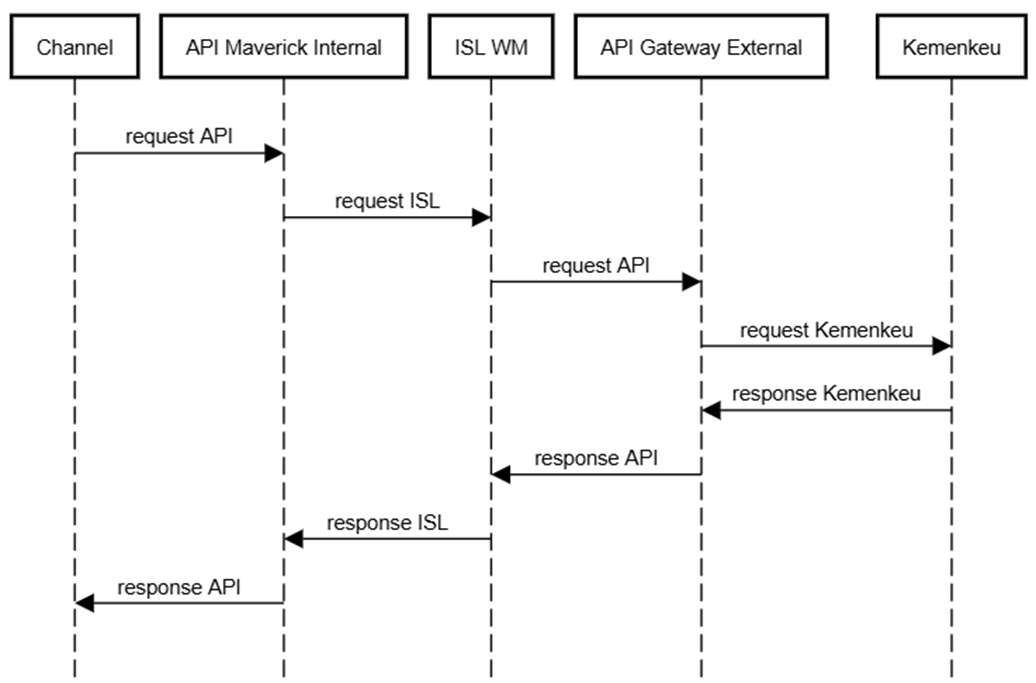 Channel
API Maverick Internal
ISL WM
API Gateway External
Kemenkeu
request API
request ISL
request API
request Kemenkeu
response Kemenkeu
response API
response ISL
response API